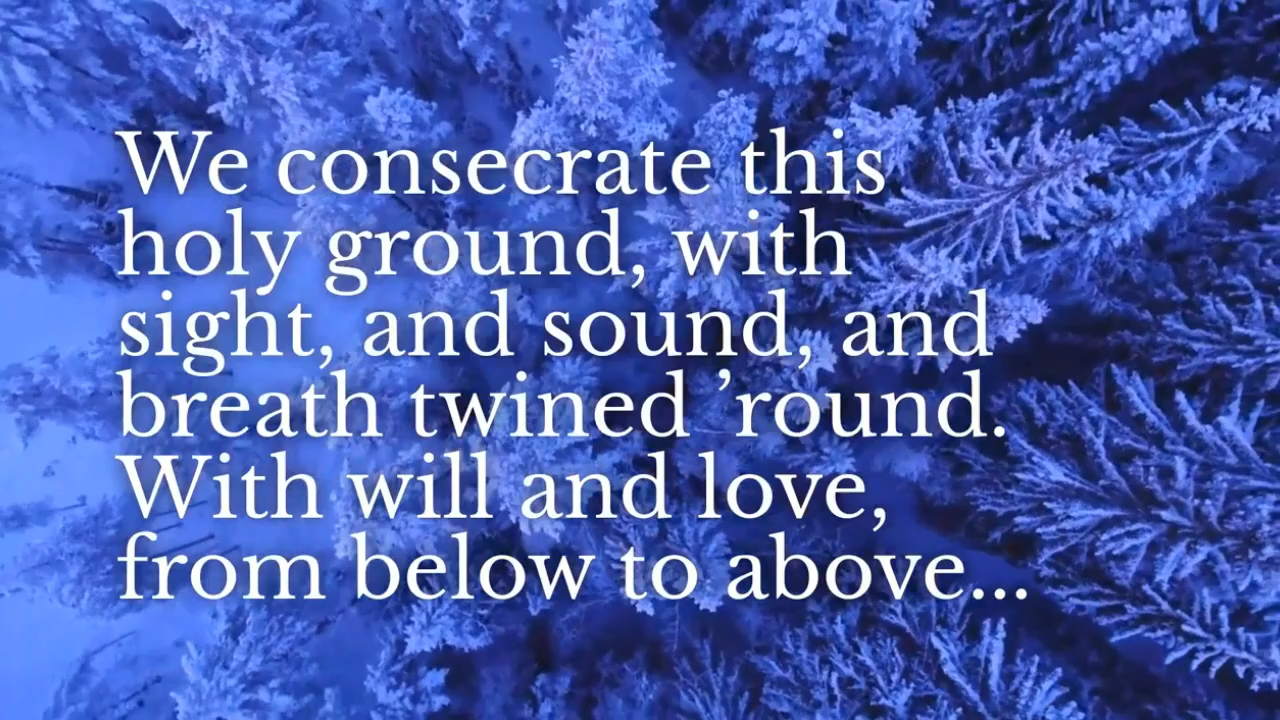 We consecrate this
holy ground, with
sight, and sound, and
breath twined ’round.
With will and love,
from below to above...